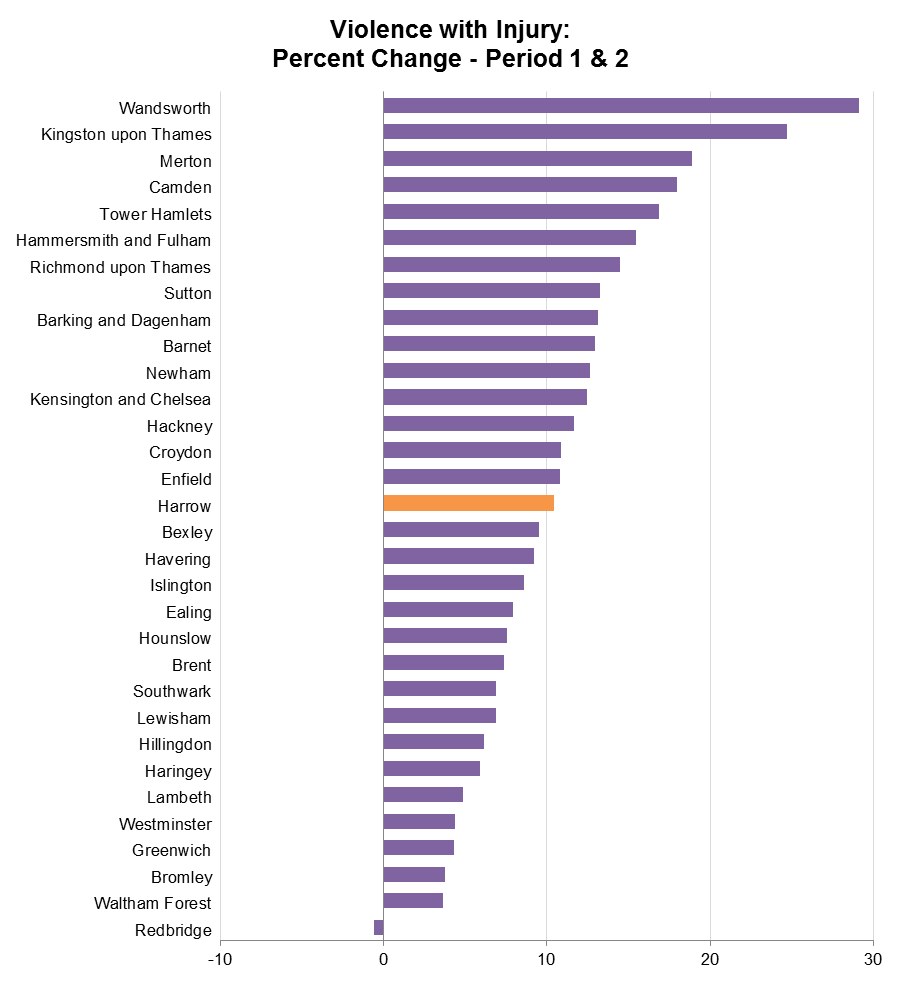 Violence with Injury:
Percent Change - Period 1 & 2
Wandsworth
Kingston upon Thames
Merton
Camden
Tower Hamlets
Hammersmith and Fulham
Richmond upon Thames
Sutton
Barking and Dagenham
Barnet
Newham
Kensington and Chelsea
Hackney
Croydon
Enfield
Harrow
Bexley
Havering
Islington
Ealing
Hounslow
Brent
Southwark
Lewisham
Hillingdon
Haringey
Lambeth
Westminster
Greenwich
Bromley
Waltham Forest
Redbridge
-10 0 10 20 30